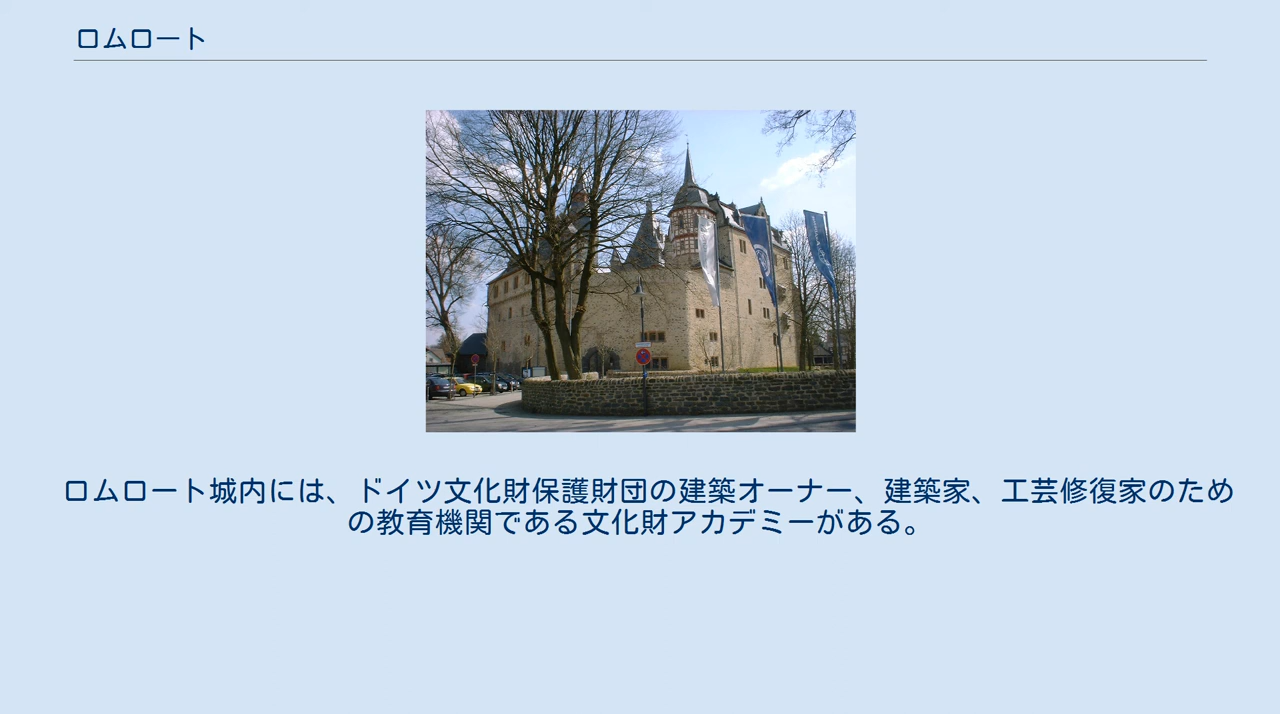 ロムロート
ロムロート城内には、ドイツ文化財保護財団の建築オーナー、建築家、工芸修復家のため
の教育機関である文化財アカデミーがある。